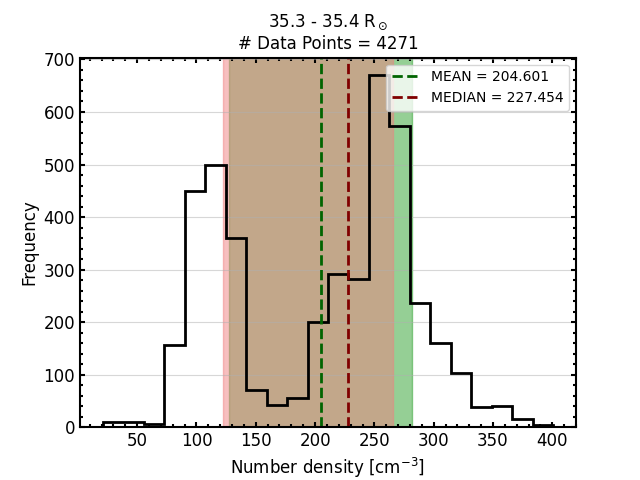 35.3 - 35.4 R⊙
# Data Points = 4271
MEAN = 204.601
MEDIAN = 227.454
700
600
500
400
300
200
100
0
Frequency
50 100 150 200 250 300 350 400
Number density [cm⁻³]